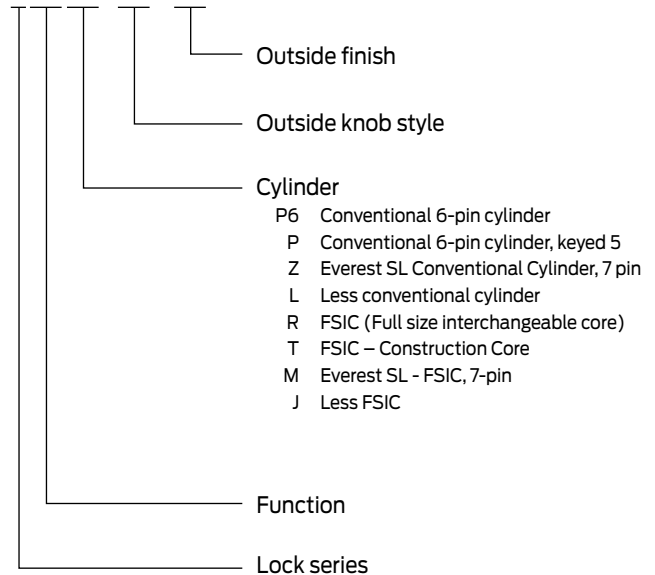 Outside finish
Outside knob style
Cylinder
P6 Conventional 6-pin cylinder
P Conventional 6-pin cylinder, keyed 5
Z Everest SL Conventional Cylinder, 7 pin
L Less conventional cylinder
R FSIC (Full size interchangeable core)
T FSIC – Construction Core
M Everest SL - FSIC, 7-pin
J Less FSIC
Function
Lock series